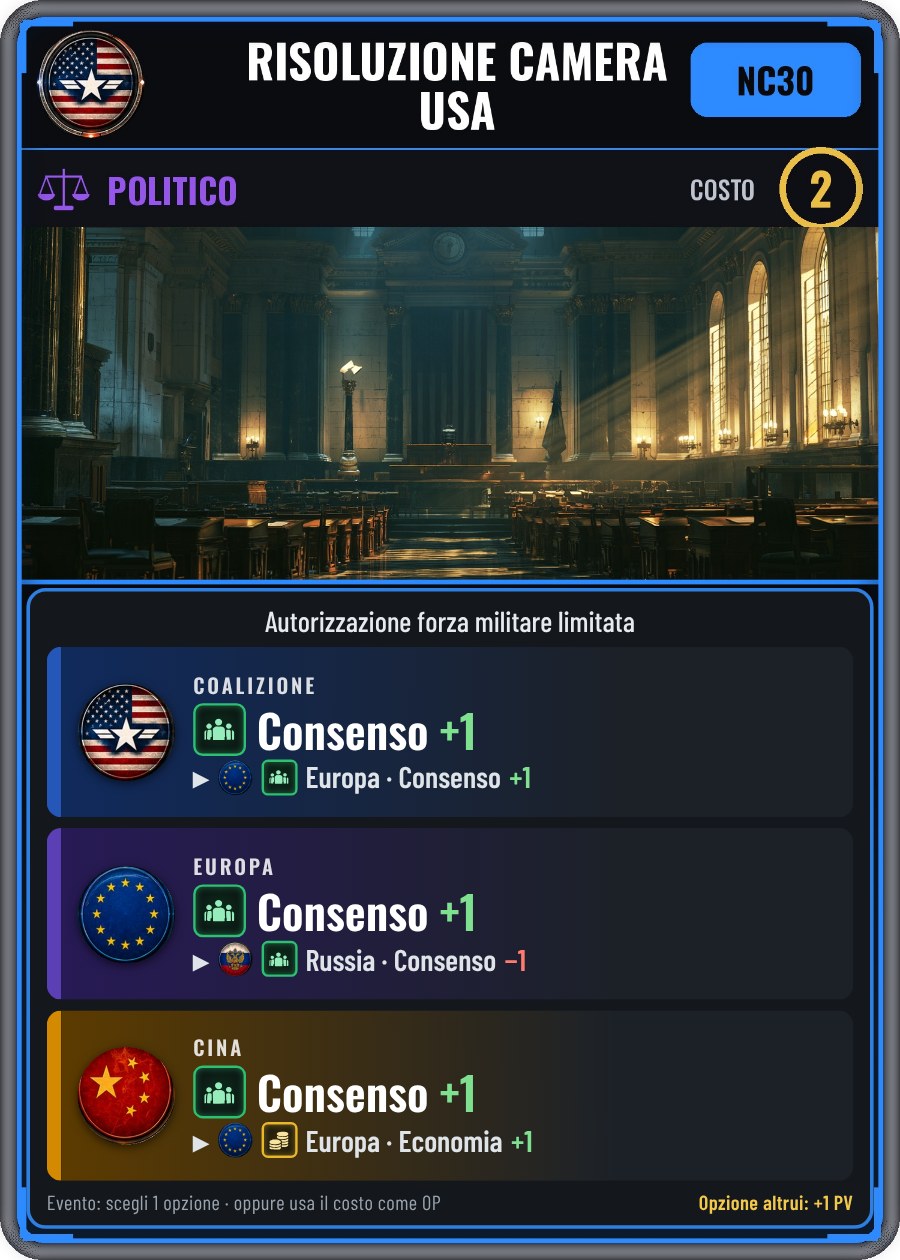 RISOLUZIONE CAMERA
USA
NC30
POLITICO
COSTO
2
Autorizzazione forza militare limitata
COALIZIONE
Consenso +1
▶ Europa · Consenso +1
EUROPA
Consenso +1
▶ Russia · Consenso −1
CINA
Consenso +1
▶ Europa · Economia +1
Evento: scegli 1 opzione · oppure usa il costo come OP
Opzione altrui: +1 PV